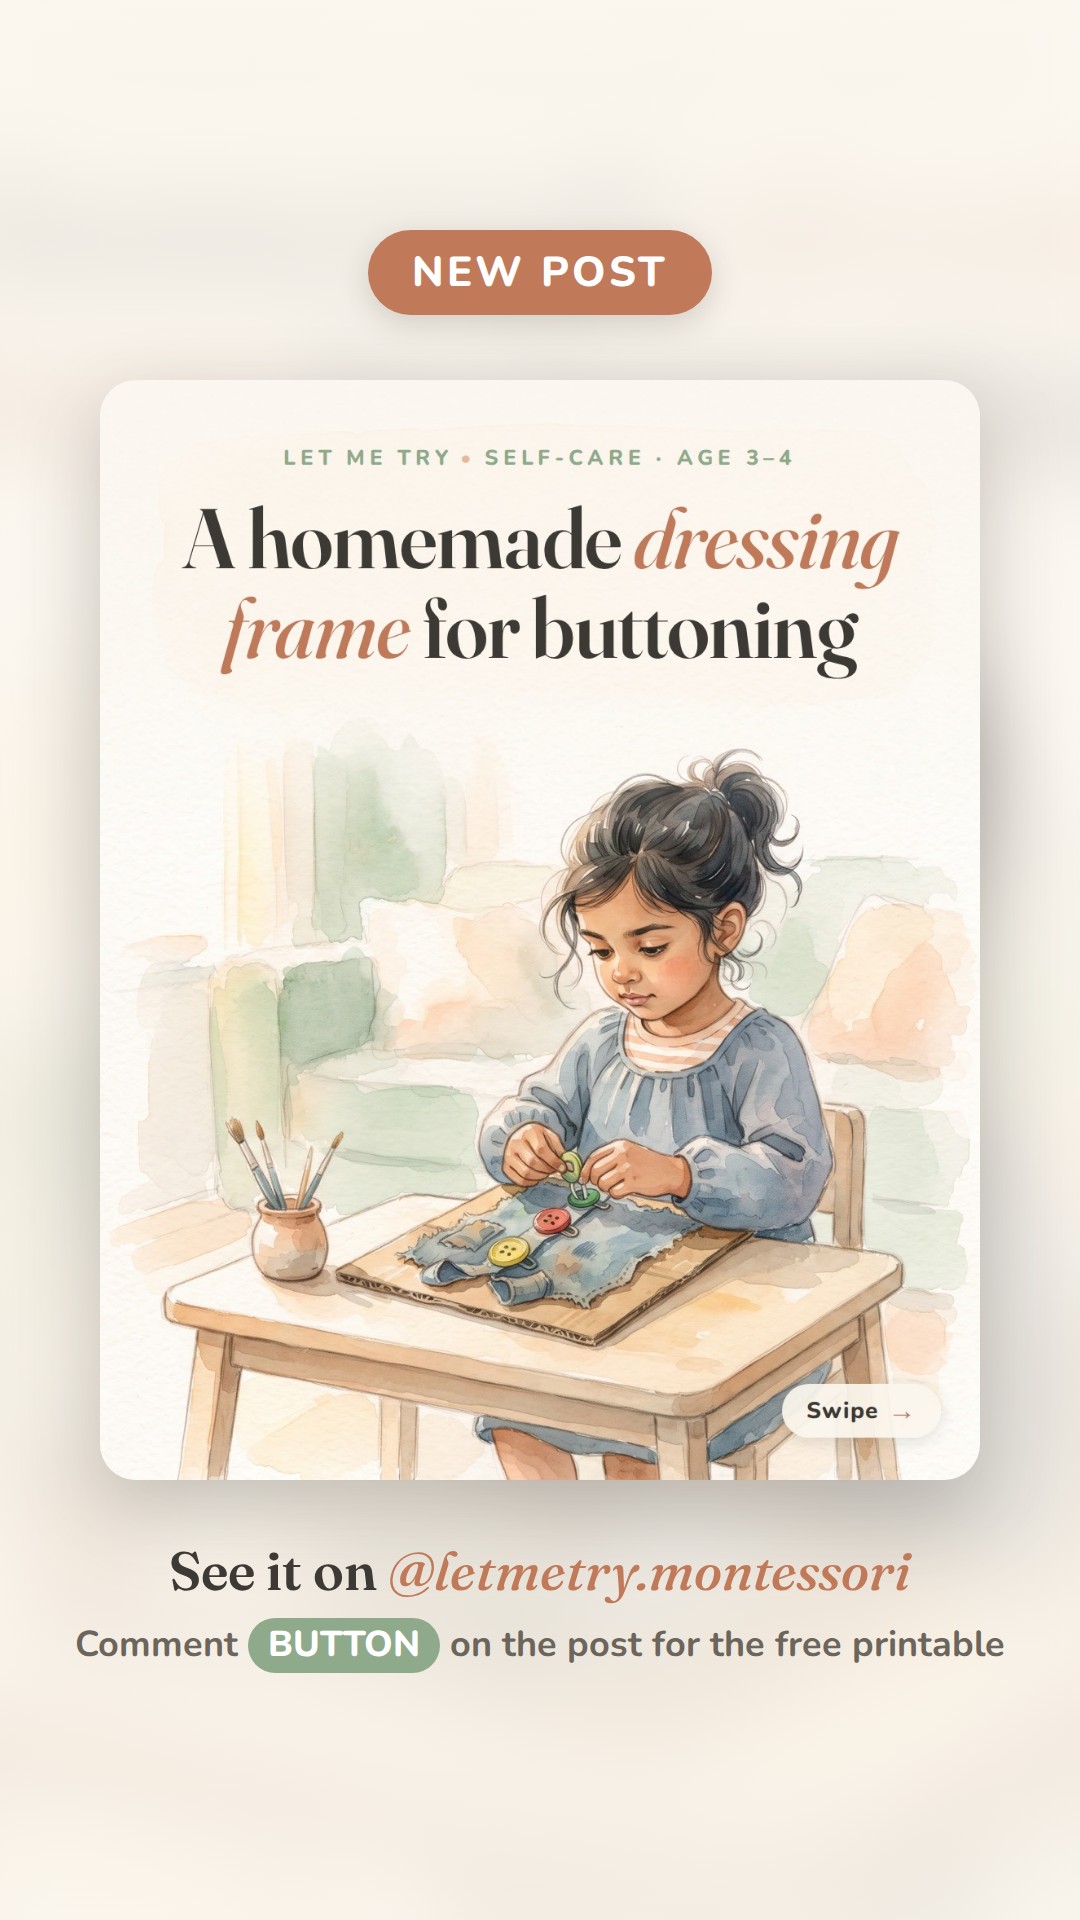 NEW POST
LET ME TRY • SELF-CARE · AGE 3–4
A homemade dressing
frame for buttoning
Swipe →
See it on @letmetry.montessori
Comment BUTTON on the post for the free printable